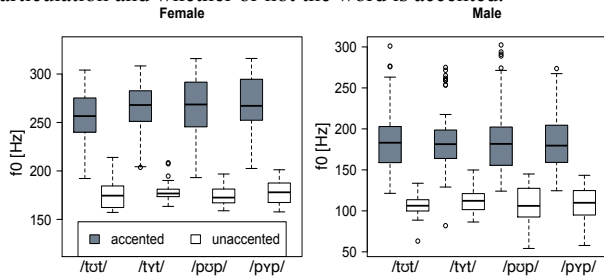 articulation and whether or not the word is accented.
Female
Male
f0 [Hz]
300
250
200
150
accented
unaccented
/tʊt/ /tʏt/ /pʊp/ /pʏp/
f0 [Hz]
300
250
200
150
100
50
/tʊt/ /tʏt/ /pʊp/ /pʏp/